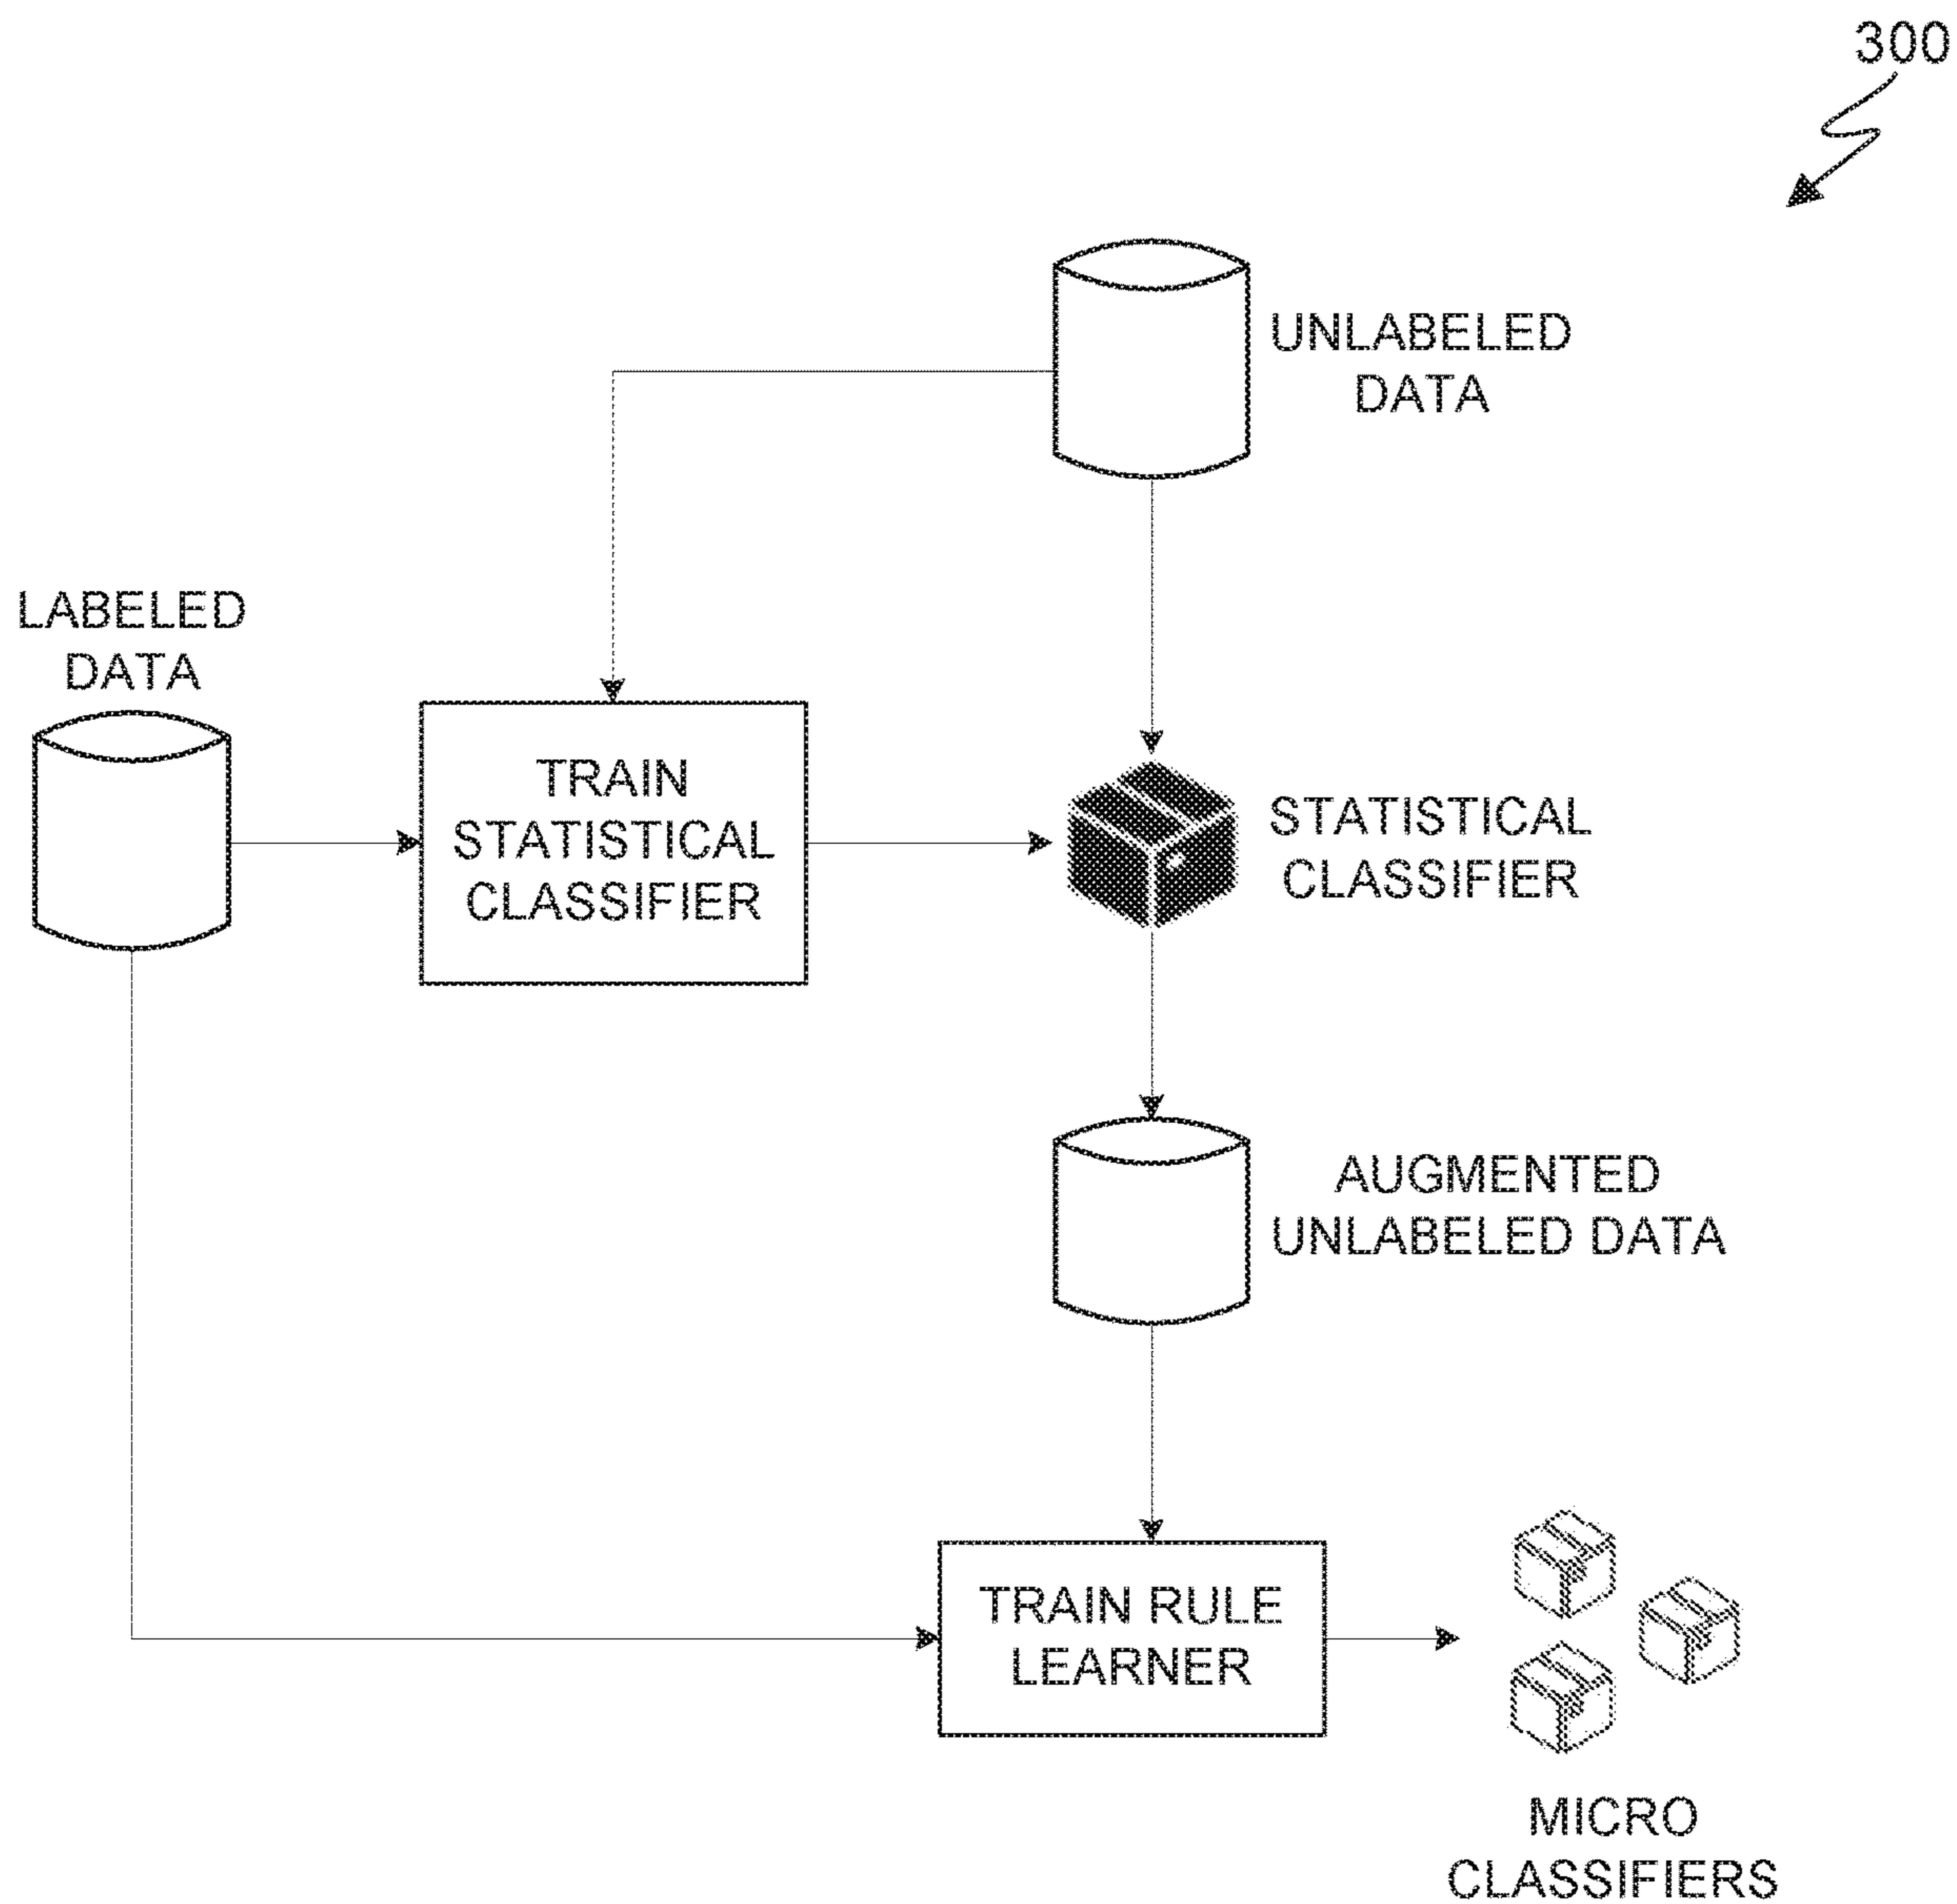 300
UNLABELED
DATA
LABELED
DATA
TRAIN
STATISTICAL
CLASSIFIER
STATISTICAL
CLASSIFIER
AUGMENTED
UNLABELED DATA
TRAIN RULE
LEARNER
MICRO
CLASSIFIERS